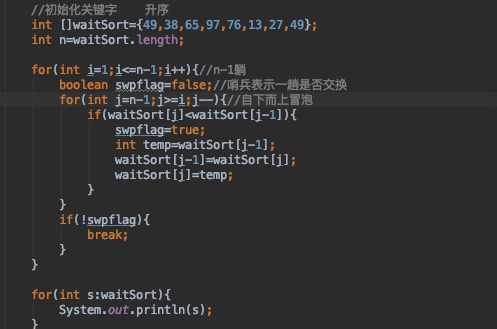 //初始化关键字    升序
int []waitSort={49,38,65,97,76,13,27,49};
int n=waitSort.length;
for(int i=1;i<=n-1;i++){//n-1躺
boolean swpflag=false;//哨兵表示一趟是否交换
for(int j=n-1;j>=i;j--){//自下而上冒泡
if(waitSort[j]<waitSort[j-1]){
swpflag=true;
int temp=waitSort[j-1];
waitSort[j-1]=waitSort[j];
waitSort[j]=temp;
}
}
if(!swpflag){
break;
}
}
for(int s:waitSort){
System.out.println(s);
}